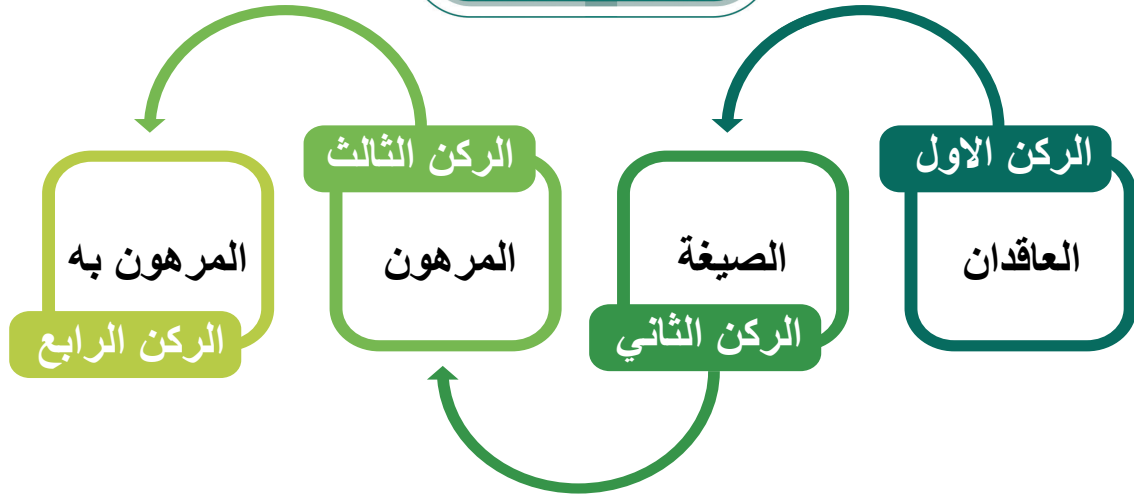 الركن الاول
العاقدان
الصيغة
الركن الثاني
الركن الثالث
المرهون
المرهون به
الركن الرابع